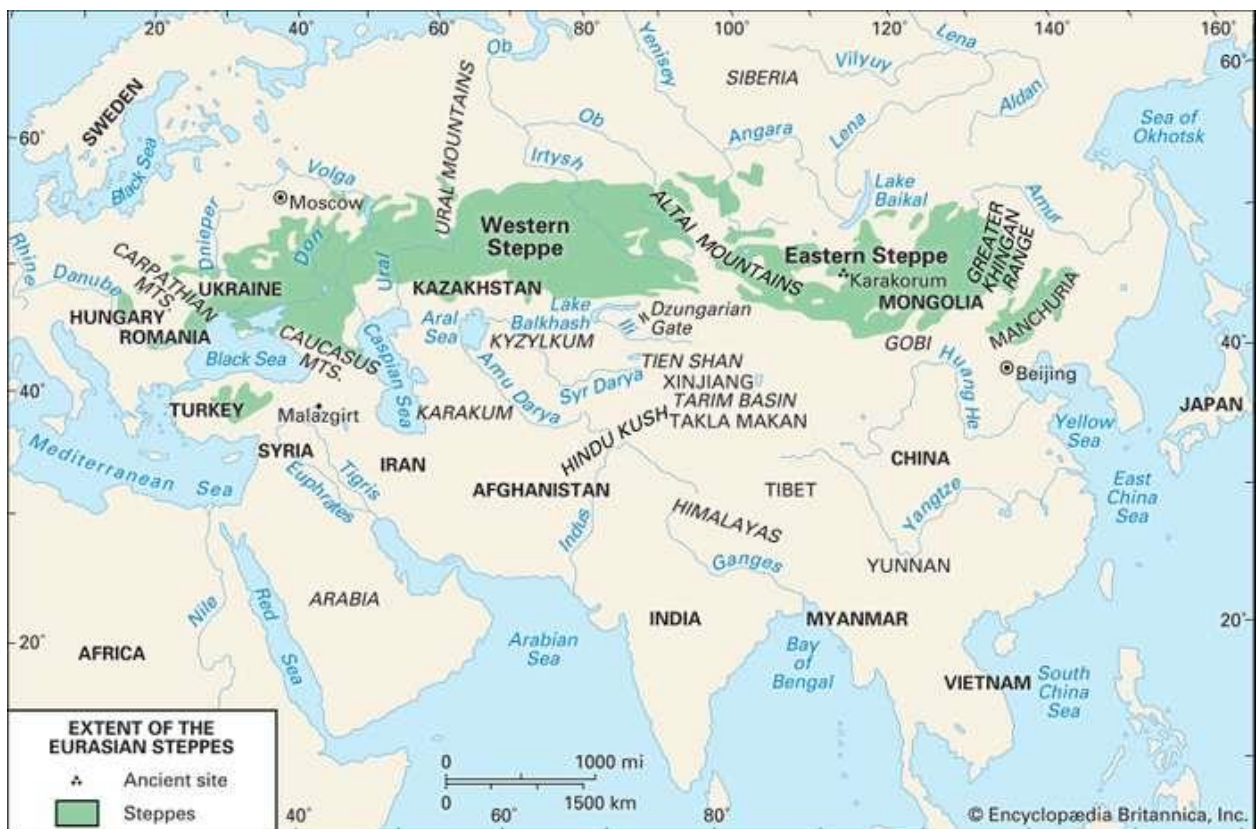 20
40
60
80
100
120
140
160
60°
60°
40°
40°
20°
20°
40°
60°
80°
SWEDEN
Black Sea
Volga
Moscow
Dnieper
Don
Rhine
Danube
CARPATHIAN
MTS.
UKRAINE
HUNGARY
ROMANIA
Black Sea
CAUCASUS
MTS.
TURKEY
Malazgirt
Mediterranean Sea
SYRIA
Euphrates
Tigris
IRAN
Caspian Sea
Ural
URAL MOUNTAINS
Ob
Ob
Irtysh
Yenisey
Angara
SIBERIA
Vilyuy
Lena
Lena
Aldan
Sea of
Okhotsk
Western
Steppe
KAZAKHSTAN
Aral
Sea
Lake
Balkhash
KYZYLKUM
Ili
Dzungarian
Gate
ALTAI MOUNTAINS
Lake
Baikal
Eastern Steppe
Karakorum
MONGOLIA
GREATER
KHINGAN
RANGE
Amur
MANCHURIA
GOBI
Huang He
Beijing
Yellow
Sea
JAPAN
East
China
Sea
KARAKUM
Amu Darya
Syr Darya
TIEN SHAN
XINJIANG
TARIM BASIN
TAKLA MAKAN
HINDU KUSH
AFGHANISTAN
Indus
HIMALAYAS
Ganges
TIBET
CHINA
Yangtze
YUNNAN
ARABIA
Nile
Red
Sea
AFRICA
Arabian
Sea
INDIA
MYANMAR
Bay
of
Bengal
VIETNAM
South
China
Sea
EXTENT OF THE
EURASIAN STEPPES
Ancient site
Steppes
0 1000 mi
0 1500 km
© Encyclopædia Britannica, Inc.